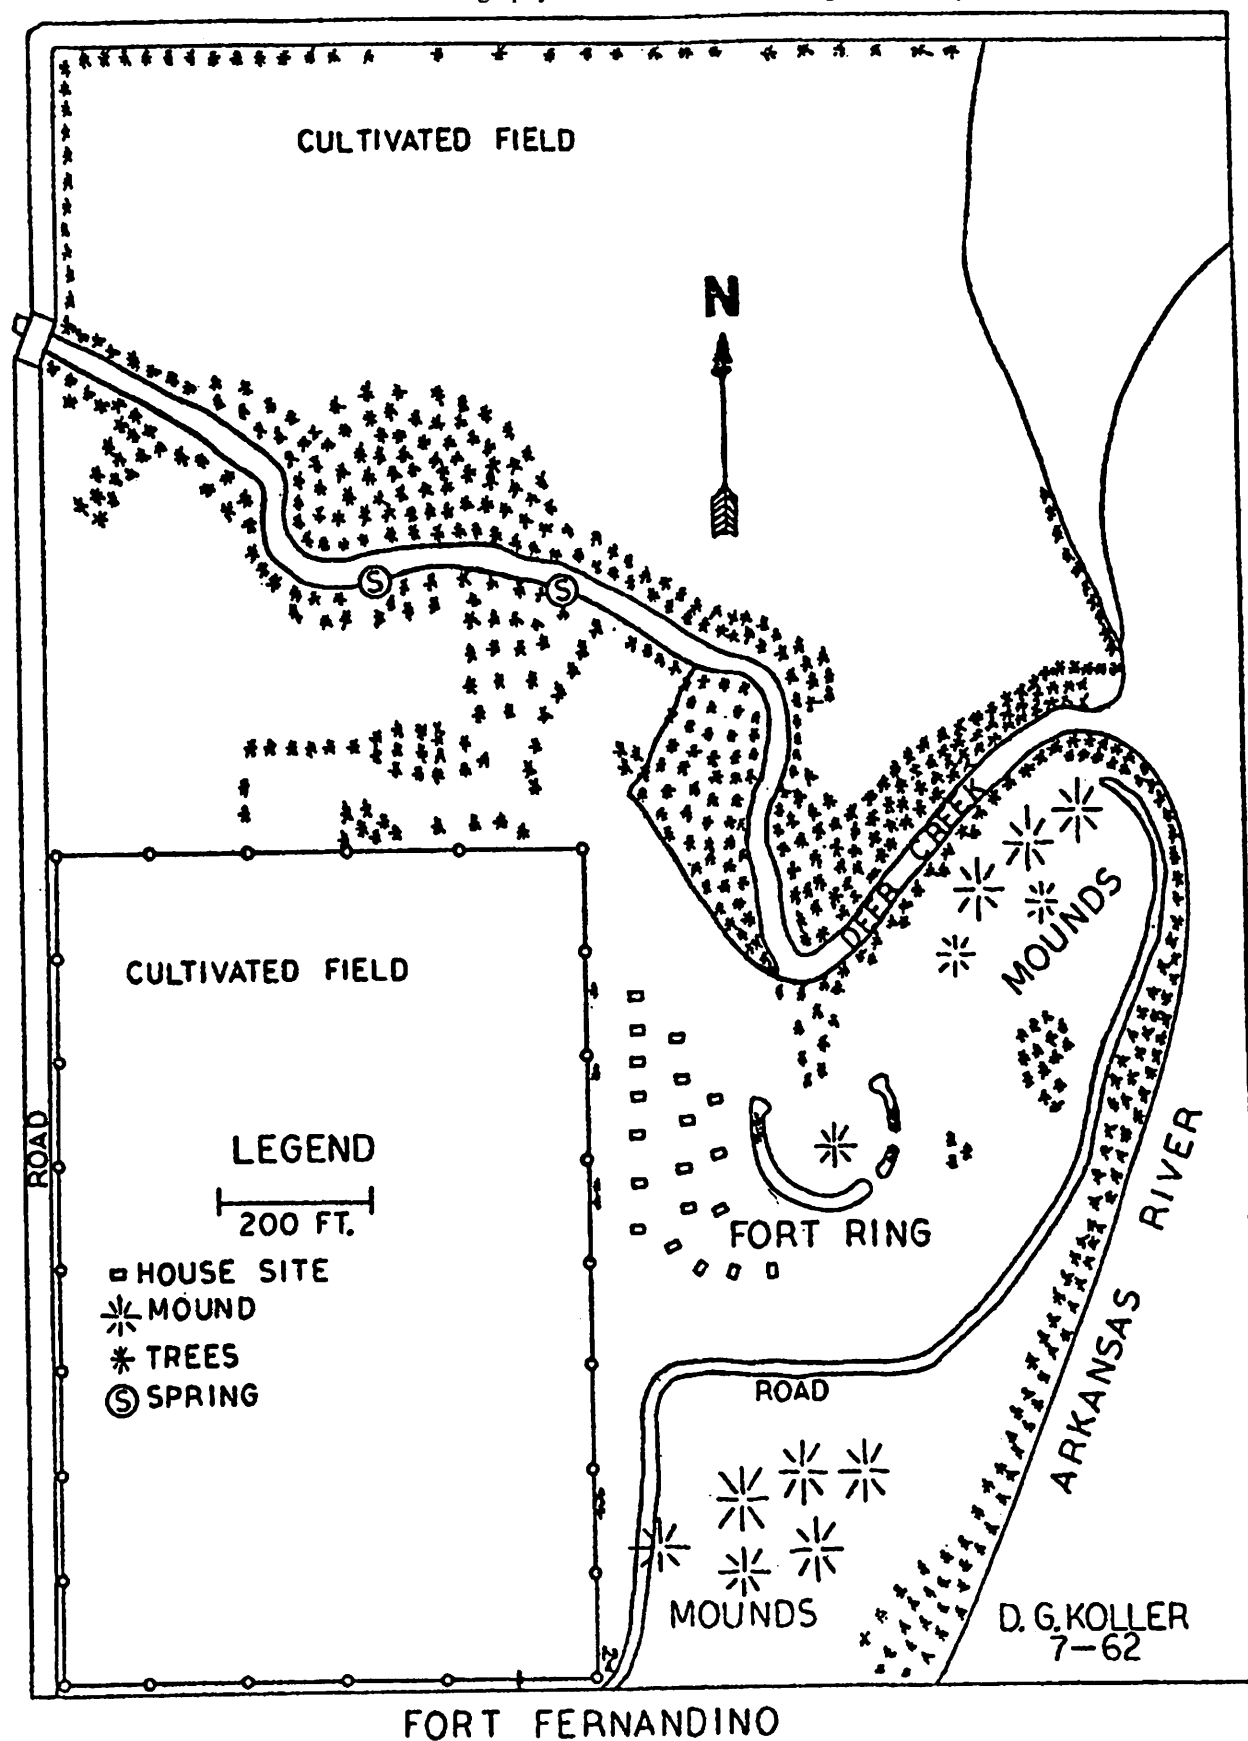 CULTIVATED FIELD
N
S
S
DEER CREEK
MOUNDS
CULTIVATED FIELD
ROAD
LEGEND
200 FT.
HOUSE SITE
MOUND
TREES
S SPRING
FORT RING
ROAD
ARKANSAS RIVER
MOUNDS
D. G. KOLLER
7-62
FORT FERNANDINO